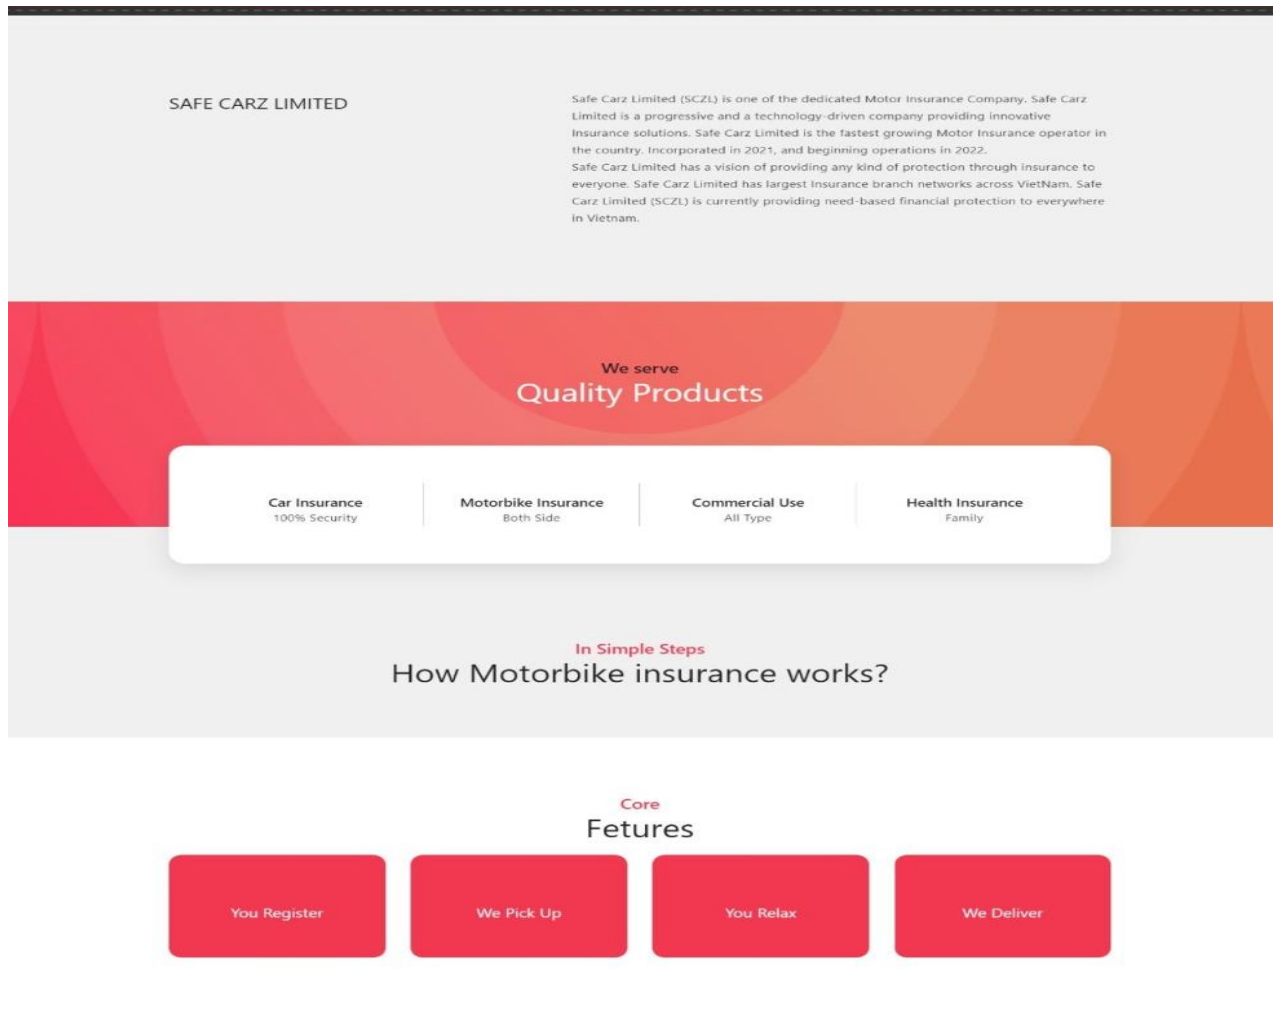 SAFE CARZ LIMITED
Safe Carz Limited (SCZL) is one of the dedicated Motor Insurance Company. Safe Carz
Limited is a progressive and a technology-driven company providing innovative
Insurance solutions. Safe Carz Limited is the fastest growing Motor Insurance operator in
the country. Incorporated in 2021, and beginning operations in 2022.
Safe Carz Limited has a vision of providing any kind of protection through insurance to
everyone. Safe Carz Limited has largest Insurance branch networks across VietNam. Safe
Carz Limited (SCZL) is currently providing need-based financial protection to everywhere
in Vietnam.
We serve
Quality Products
Car Insurance
100% Security
Motorbike Insurance
Both Side
Commercial Use
All Type
Health Insurance
Family
In Simple Steps
How Motorbike insurance works?
Core
Fetures
You Register
We Pick Up
You Relax
We Deliver